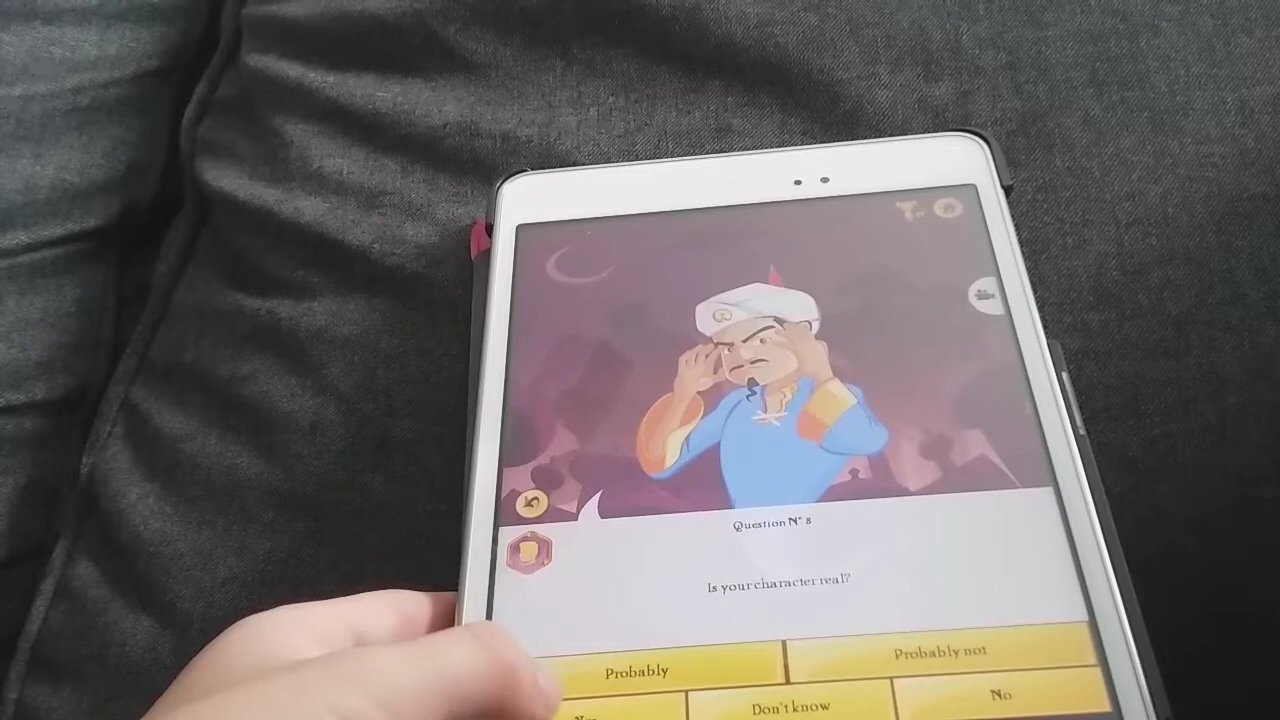 Question N° 8
Is your character real?
Probably
Probably not
Don't know
No